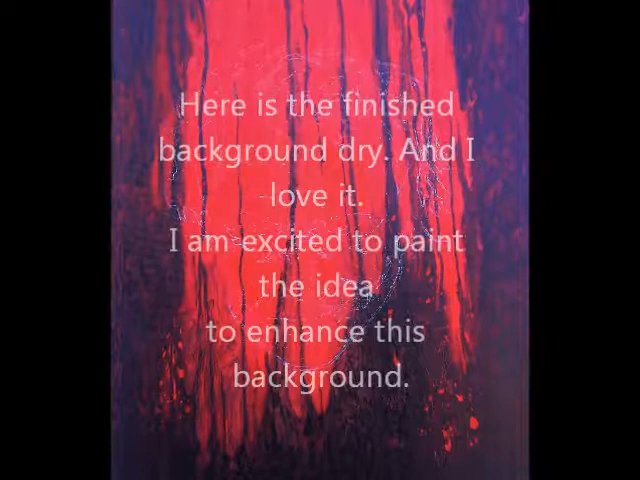 Here is the finished
background dry. And I
love it.
I am excited to paint
the idea
to enhance this
background.